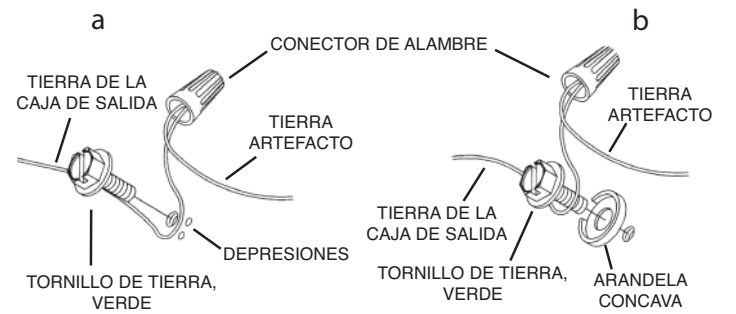 a
b
CONECTOR DE ALAMBRE
TIERRA DE LA
CAJA DE SALIDA
TIERRA
ARTEFACTO
DEPRESIONES
TORNILLO DE TIERRA,
VERDE
TIERRA
ARTEFACTO
TIERRA DE LA
CAJA DE SALIDA
TORNILLO DE TIERRA,
VERDE
ARANDELA
CONCAVA